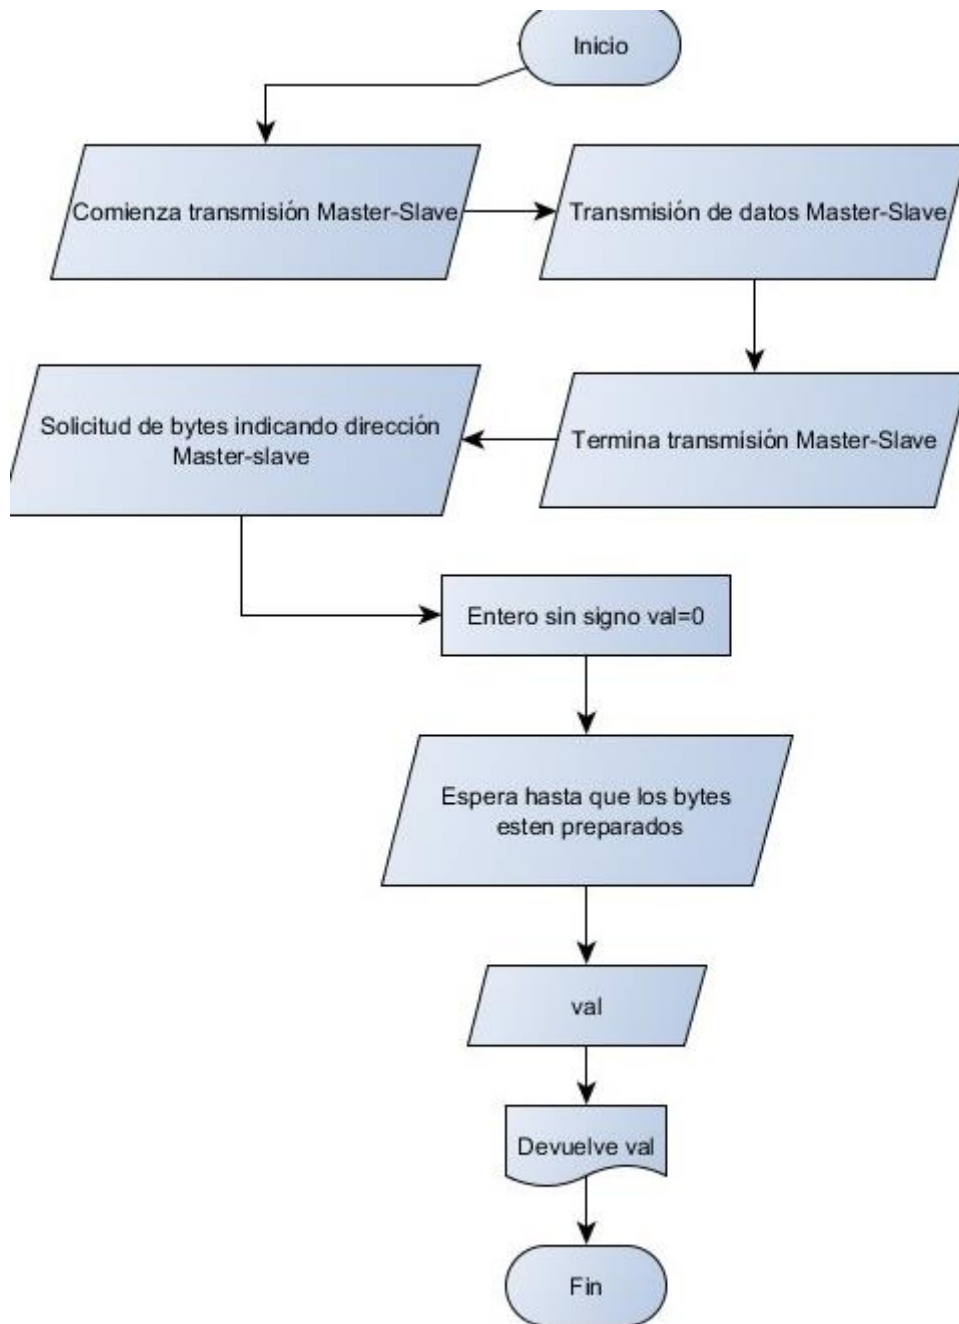 Inicio
Comienza transmisión Master-Slave
Transmisión de datos Master-Slave
Termina transmisión Master-Slave
Solicitud de bytes indicando dirección
Master-slave
Entero sin signo val=0
Espera hasta que los bytes
esten preparados
val
Devuelve val
Fin